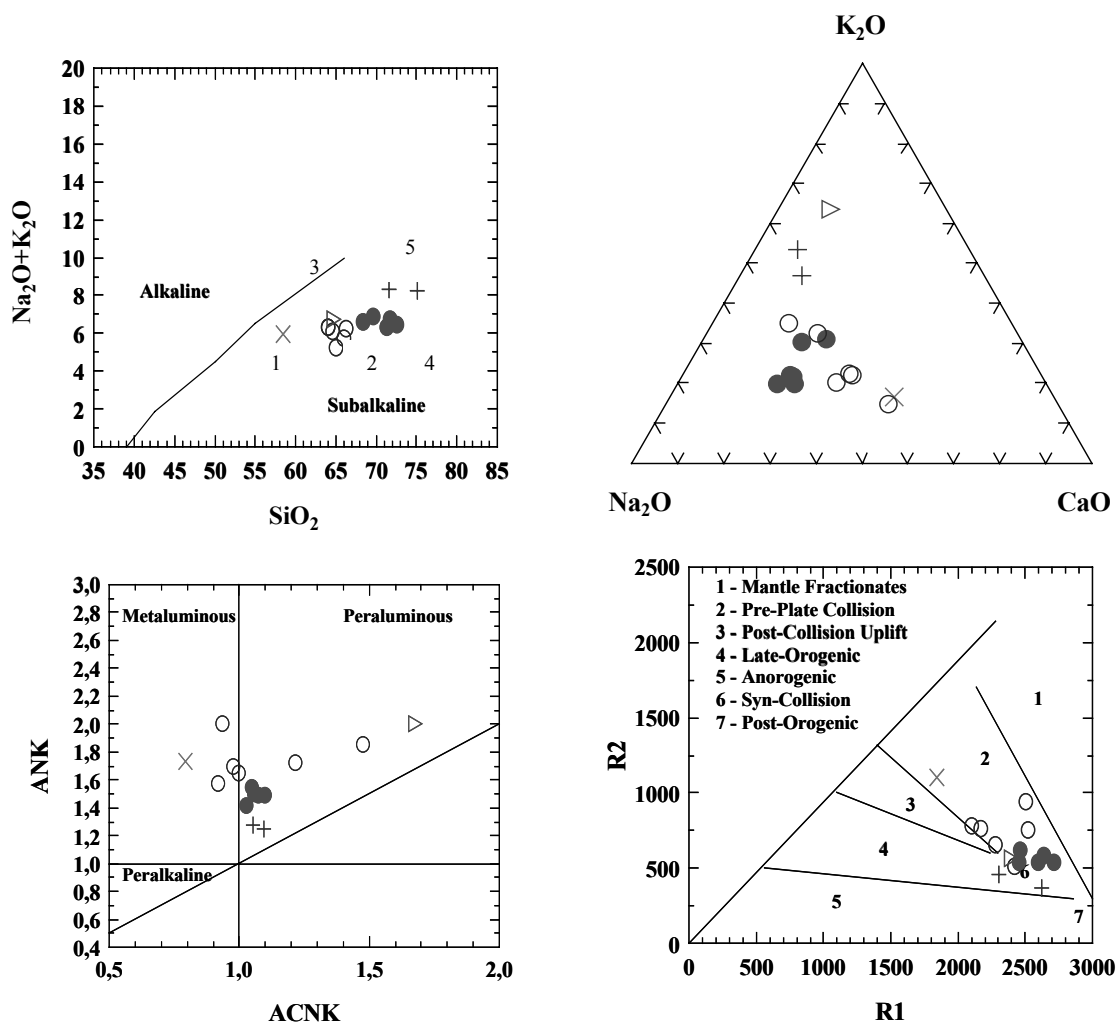 20
18
16
14
12
10
8
6
4
2
0
Na₂O+K₂O
Alkaline
Subalkaline
3
5
1
2
4
35 40 45 50 55 60 65 70 75 80 85
SiO₂
K₂O
Na₂O
CaO
3,0
2,8
2,6
2,4
2,2
2,0
1,8
1,6
1,4
1,2
1,0
0,8
0,6
0,4
ANK
Metaluminous
Peraluminous
Peralkaline
0,5 1,0 1,5 2,0
ACNK
2500
2000
1500
1000
500
0
R2
1 - Mantle Fractionates
2 - Pre-Plate Collision
3 - Post-Collision Uplift
4 - Late-Orogenic
5 - Anorogenic
6 - Syn-Collision
7 - Post-Orogenic
1
2
3
4
6
5
7
0 500 1000 1500 2000 2500 3000
R1